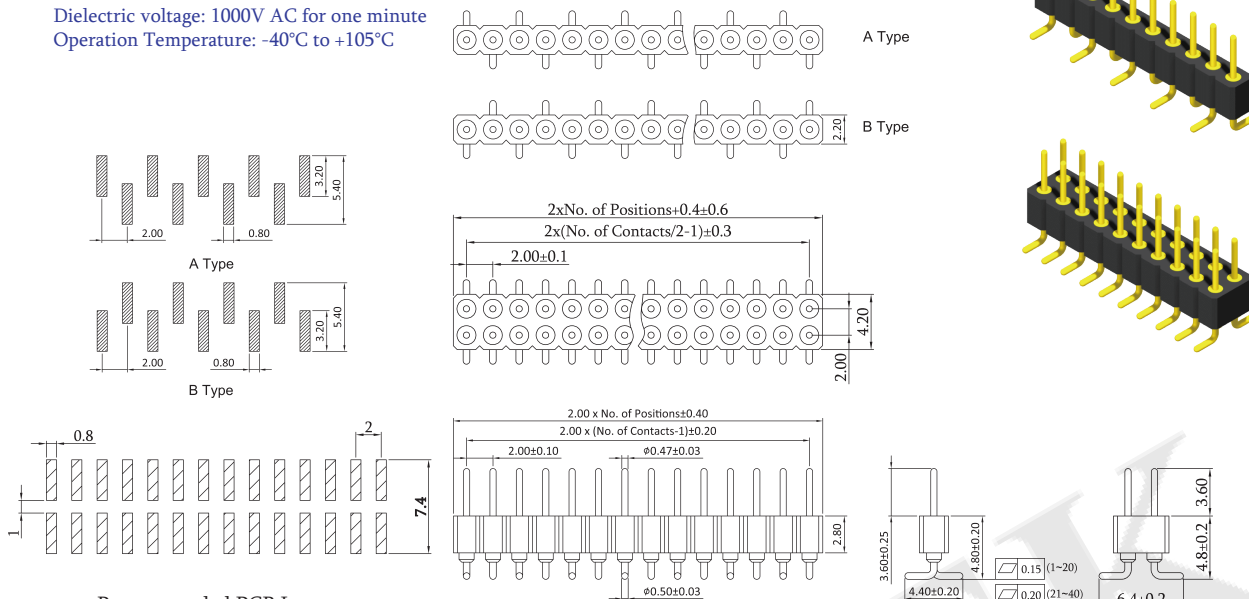 Dielectric voltage: 1000V AC for one minute
Operation Temperature: -40°C to +105°C
A Type
B Type
2.20
3.20
5.40
2.00
0.80
A Type
3.20
5.40
2.00
0.80
B Type
2xNo. of Positions+0.4±0.6
2x(No. of Contacts/2-1)±0.3
2.00±0.1
4.20
2.00
0.8
2
7.4
1
2.00 x No. of Positions±0.40
2.00 x (No. of Contacts-1)±0.20
2.00±0.10
ø0.47±0.03
2.80
ø0.50±0.03
3.60±0.25
4.80±0.20
4.40±0.20
0.15 (1~20)
0.20 (21~40)
3.60
4.8±0.2
6.4±0.2